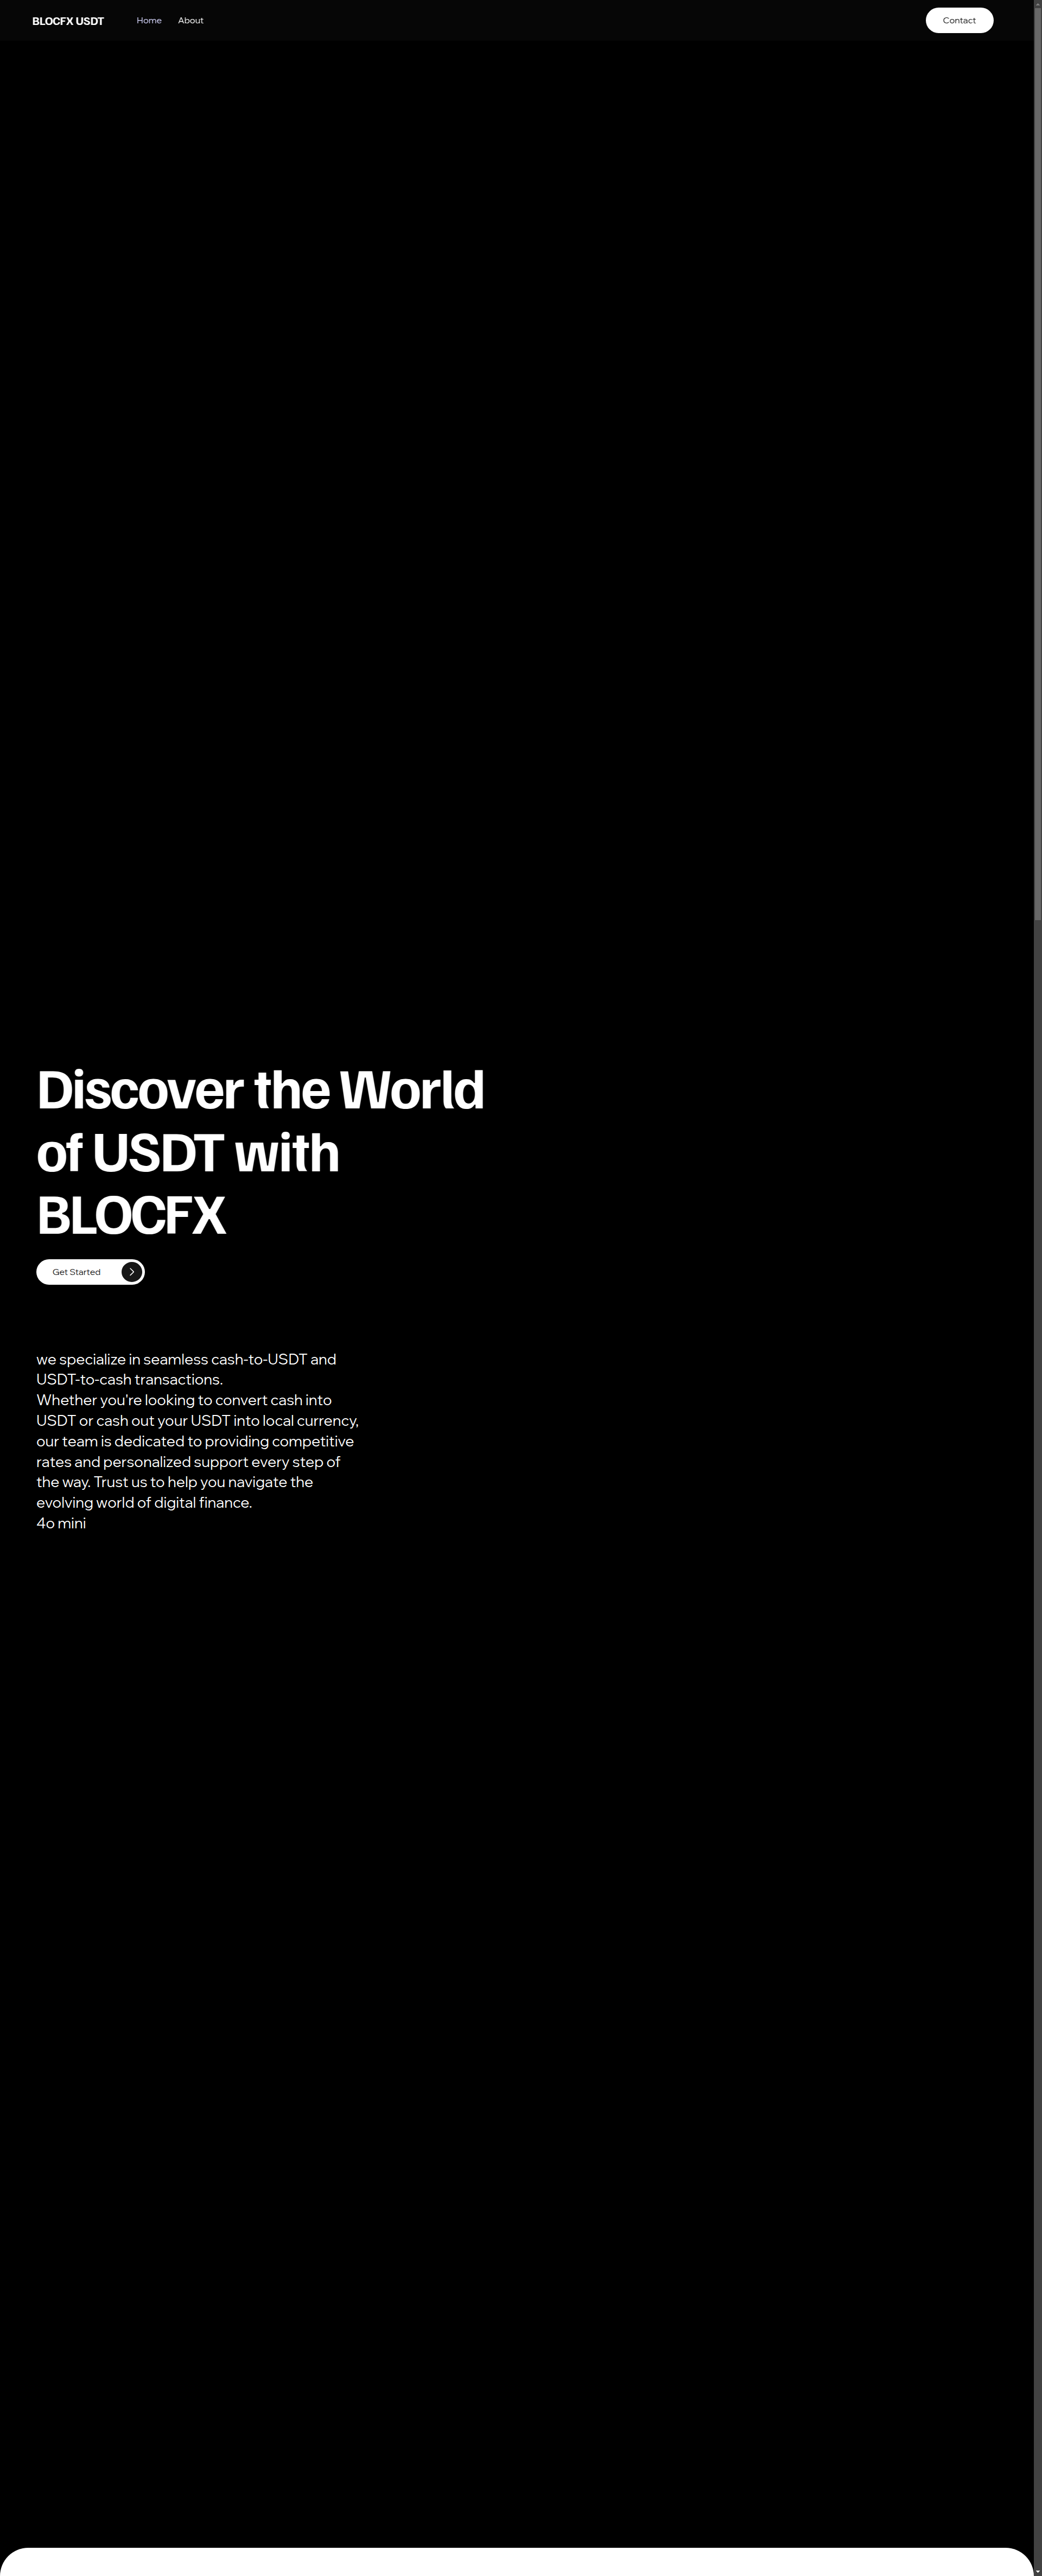 BLOCFX USDT
Home
About
Contact
Discover the World
of USDT with
BLOCFX
Get Started
we specialize in seamless cash-to-USDT and
USDT-to-cash transactions.
Whether you're looking to convert cash into
USDT or cash out your USDT into local currency,
our team is dedicated to providing competitive
rates and personalized support every step of
the way. Trust us to help you navigate the
evolving world of digital finance.
4o mini